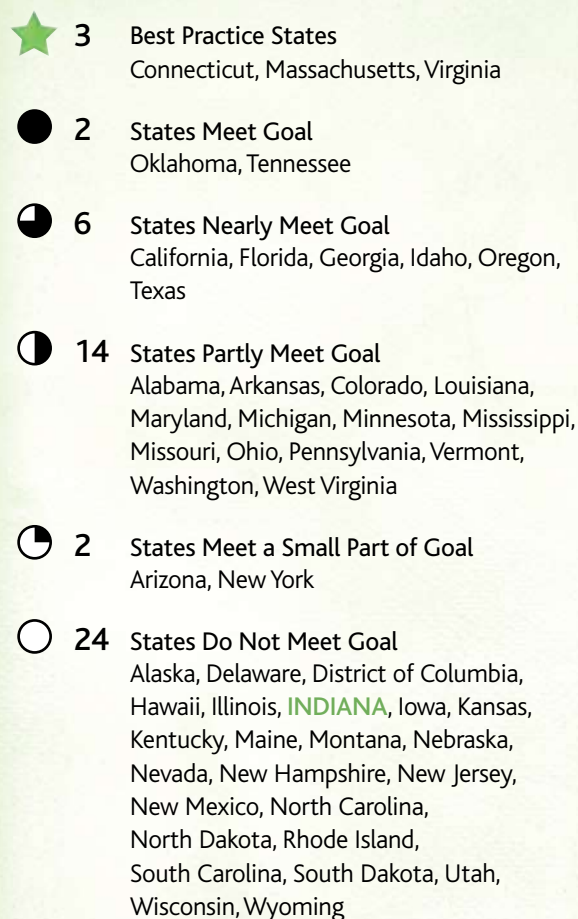 3 Best Practice States
Connecticut, Massachusetts, Virginia
2 States Meet Goal
Oklahoma, Tennessee
6 States Nearly Meet Goal
California, Florida, Georgia, Idaho, Oregon,
Texas
14 States Partly Meet Goal
Alabama, Arkansas, Colorado, Louisiana,
Maryland, Michigan, Minnesota, Mississippi,
Missouri, Ohio, Pennsylvania, Vermont,
Washington, West Virginia
2 States Meet a Small Part of Goal
Arizona, New York
24 States Do Not Meet Goal
Alaska, Delaware, District of Columbia,
Hawaii, Illinois, INDIANA, Iowa, Kansas,
Kentucky, Maine, Montana, Nebraska,
Nevada, New Hampshire, New Jersey,
New Mexico, North Carolina,
North Dakota, Rhode Island,
South Carolina, South Dakota, Utah,
Wisconsin, Wyoming